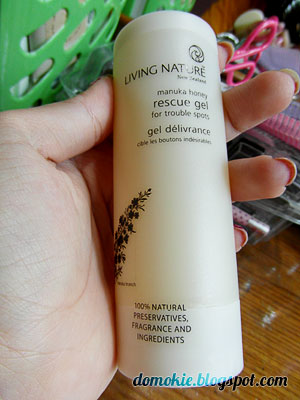 LIVING NATURE
New Zealand
manuka honey
rescue gel
for trouble spots
gel délivrance
cible les boutons indésirables
100% NATURAL
PRESERVATIVES,
FRAGRANCE AND
INGREDIENTS
domokie.blogspot.com